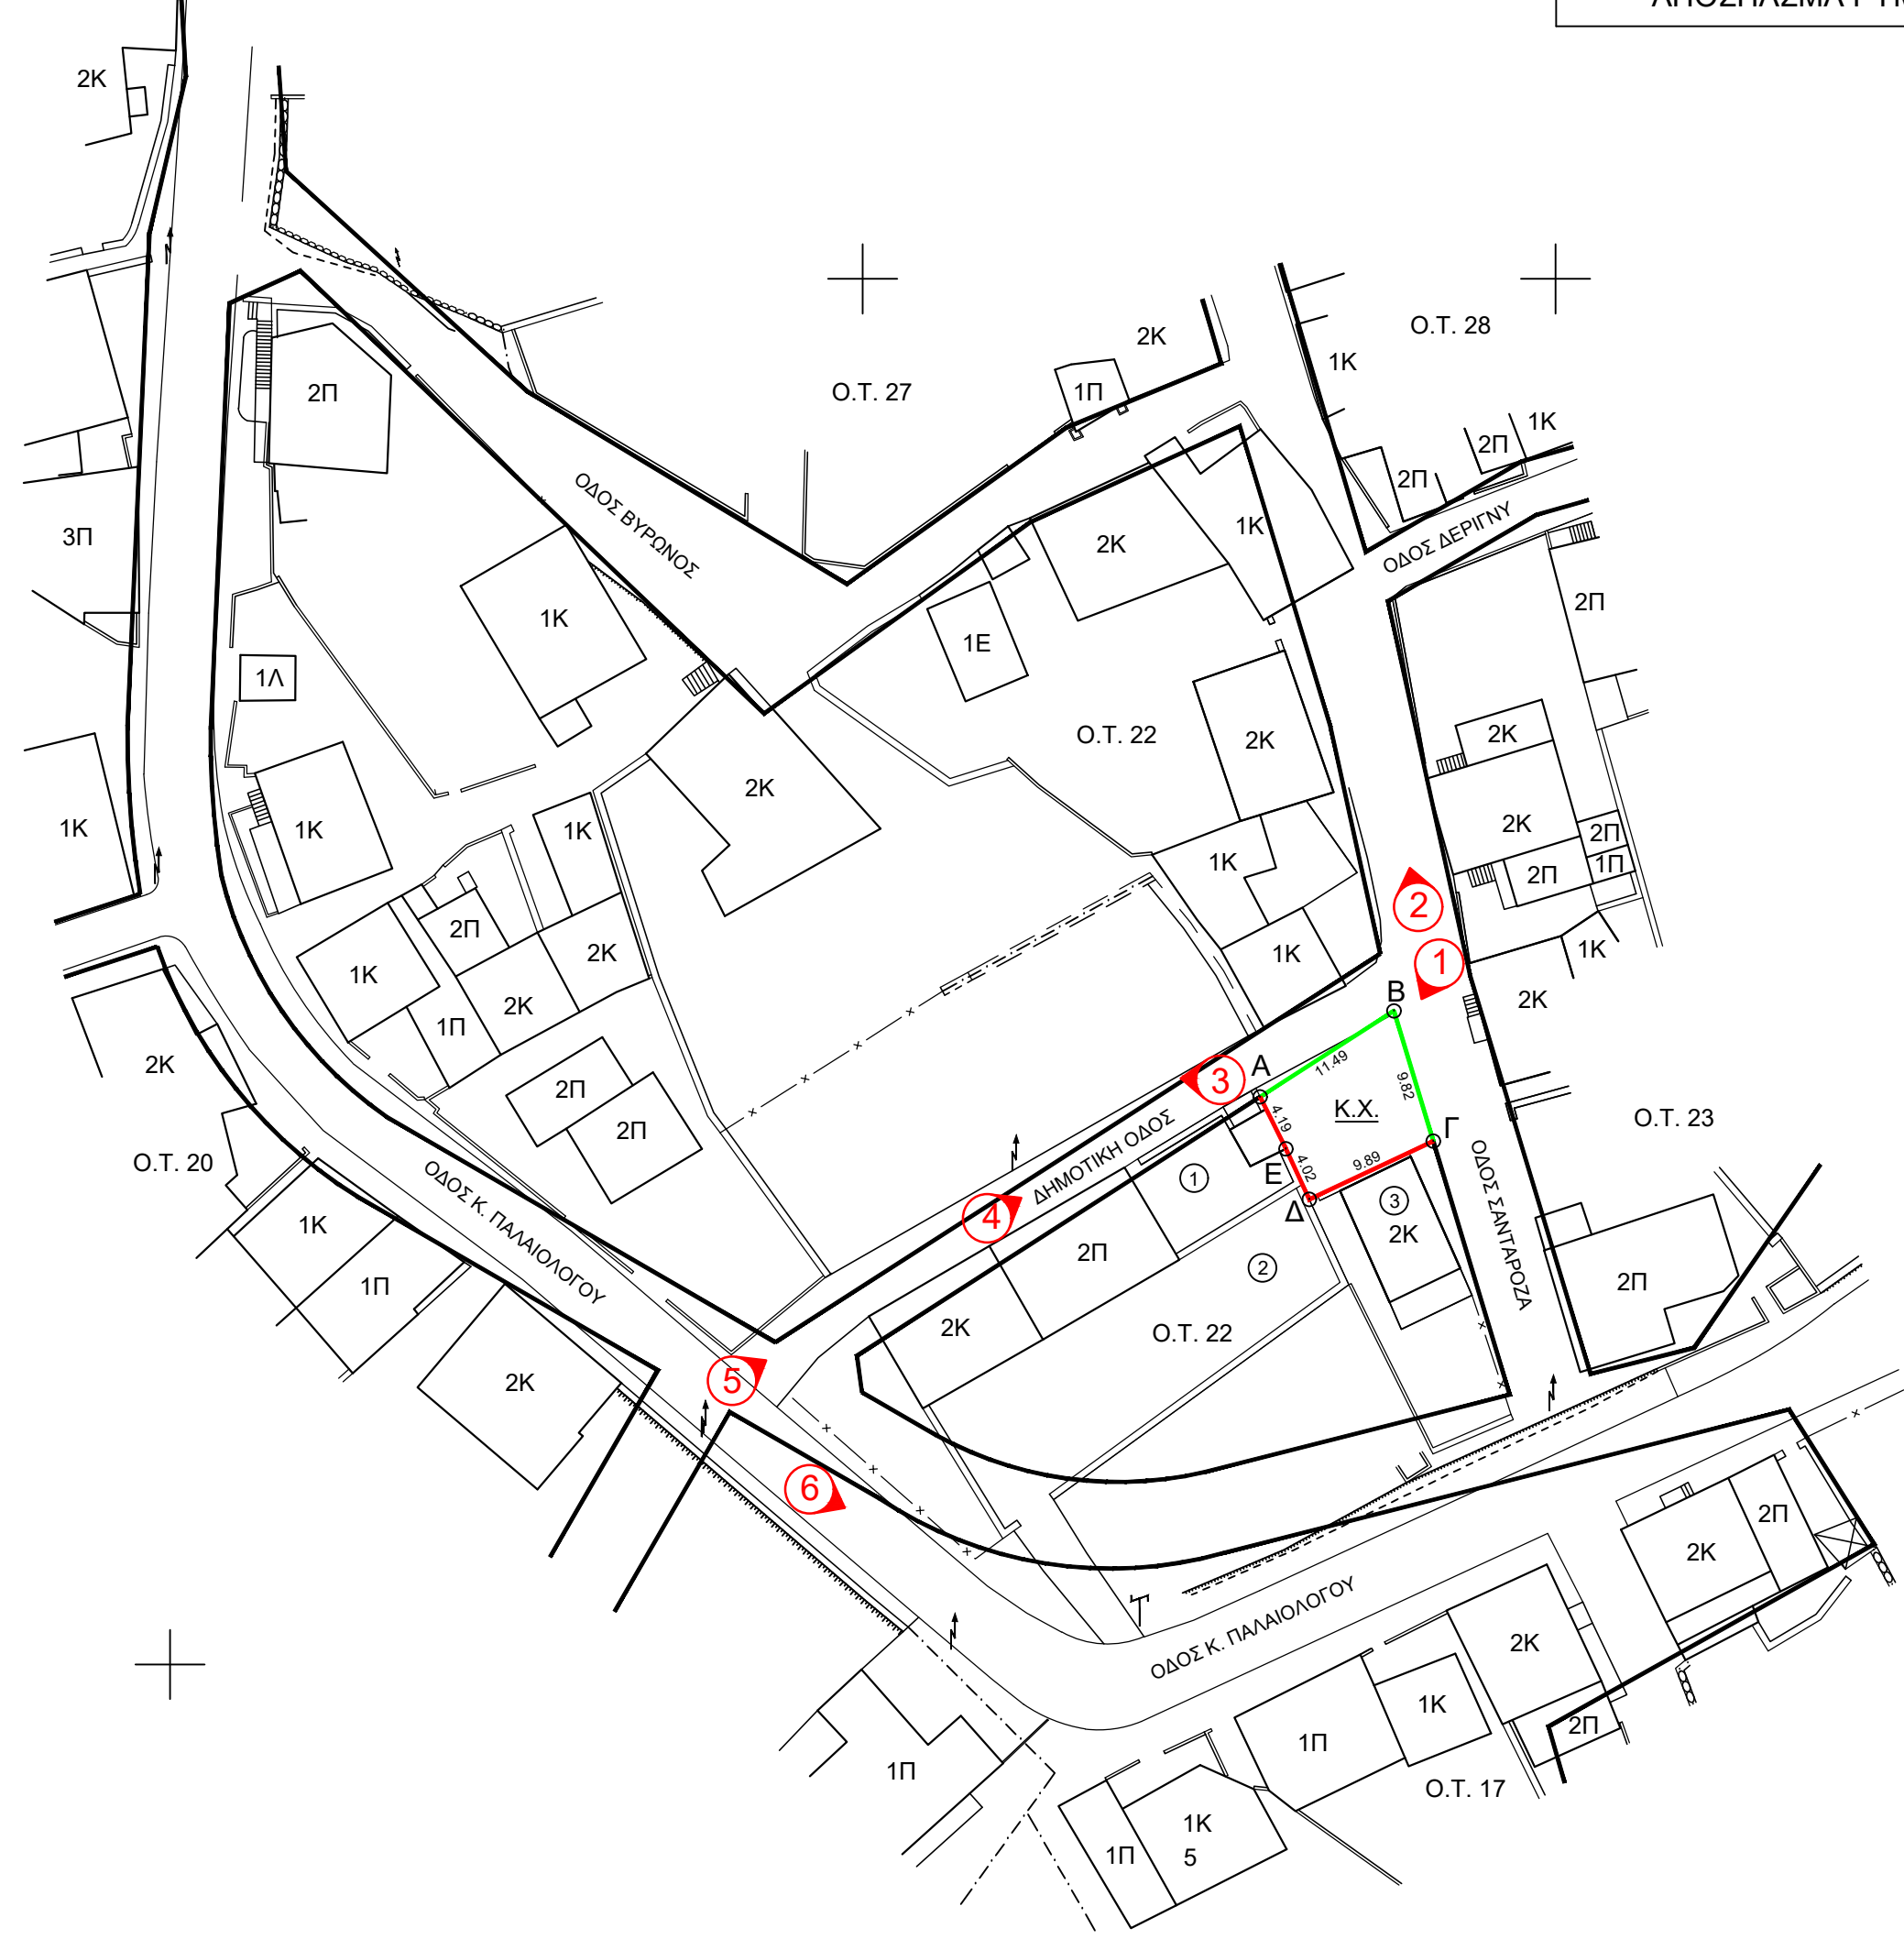 2Κ
Ο.Τ. 28
2Κ
1Κ
Ο.Τ. 27
1Π
2Π
1Κ
2Π
2Π
ΟΔΟΣ ΒΥΡΩΝΟΣ
3Π
2Κ
1Κ
ΟΔΟΣ ΔΕΡΙΓΝΥ
2Π
1Κ
1Ε
1Λ
Ο.Τ. 22
2Κ
2Κ
2Κ
1Κ
1Κ
1Κ
2Κ
2Π
1Κ
2Π
1Π
2
2Π
2Κ
1Κ
1Κ
1
1Κ
2Κ
1Π
Β
2Κ
2Κ
3
Α
11.49
9.82
2Π
2Π
4.19
Κ.Χ.
Γ
Ο.Τ. 23
Ο.Τ. 20
ΟΔΟΣ Κ. ΠΑΛΑΙΟΛΟΓΟΥ
ΔΗΜΟΤΙΚΗ ΟΔΟΣ
1
Ε
4.02
9.89
Δ
3
2Κ
ΟΔΟΣ ΣΑΝΤΑΡΟΖΑ
1Κ
4
2Π
2
1Π
2Π
2Κ
Ο.Τ. 22
5
2Κ
6
2Π
2Κ
ΟΔΟΣ Κ. ΠΑΛΑΙΟΛΟΓΟΥ
2Κ
1Κ
2Π
1Π
1Π
Ο.Τ. 17
1Κ
1Π
5